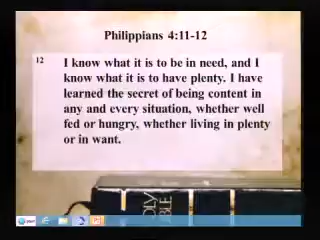 Philippians 4:11-12
12 I know what it is to be in need, and I
know what it is to have plenty. I have
learned the secret of being content in
any and every situation, whether well
fed or hungry, whether living in plenty
or in want.
HOLY
BIBLE